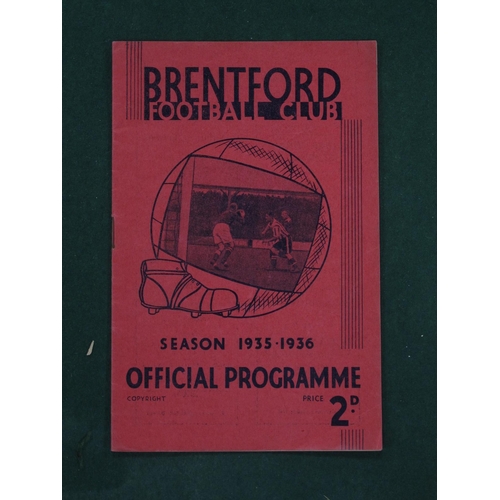 BRENTFORD
FOOTBALL CLUB
SEASON 1935-1936
OFFICIAL PROGRAMME
COPYRIGHT PRICE 2D.